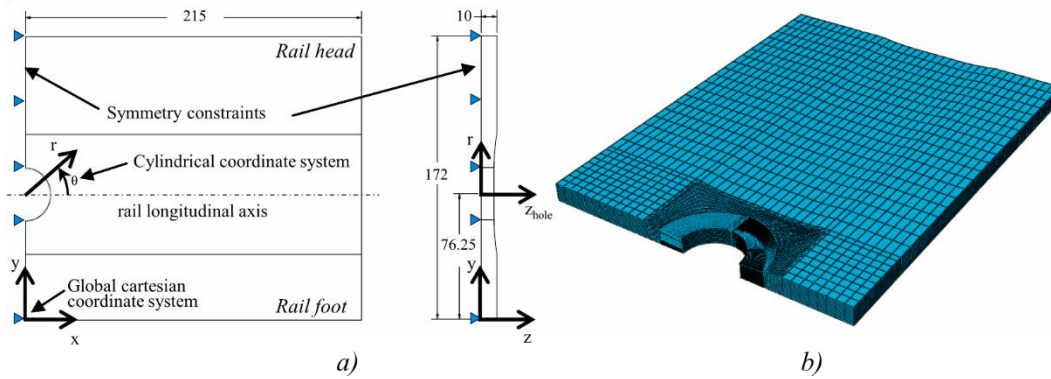 215
10
Rail head
Symmetry constraints
r
Cylindrical coordinate system
θ
rail longitudinal axis
y
Global cartesian
coordinate system
Rail foot
x
r
172
z_hole
76.25
y
z
a)
b)